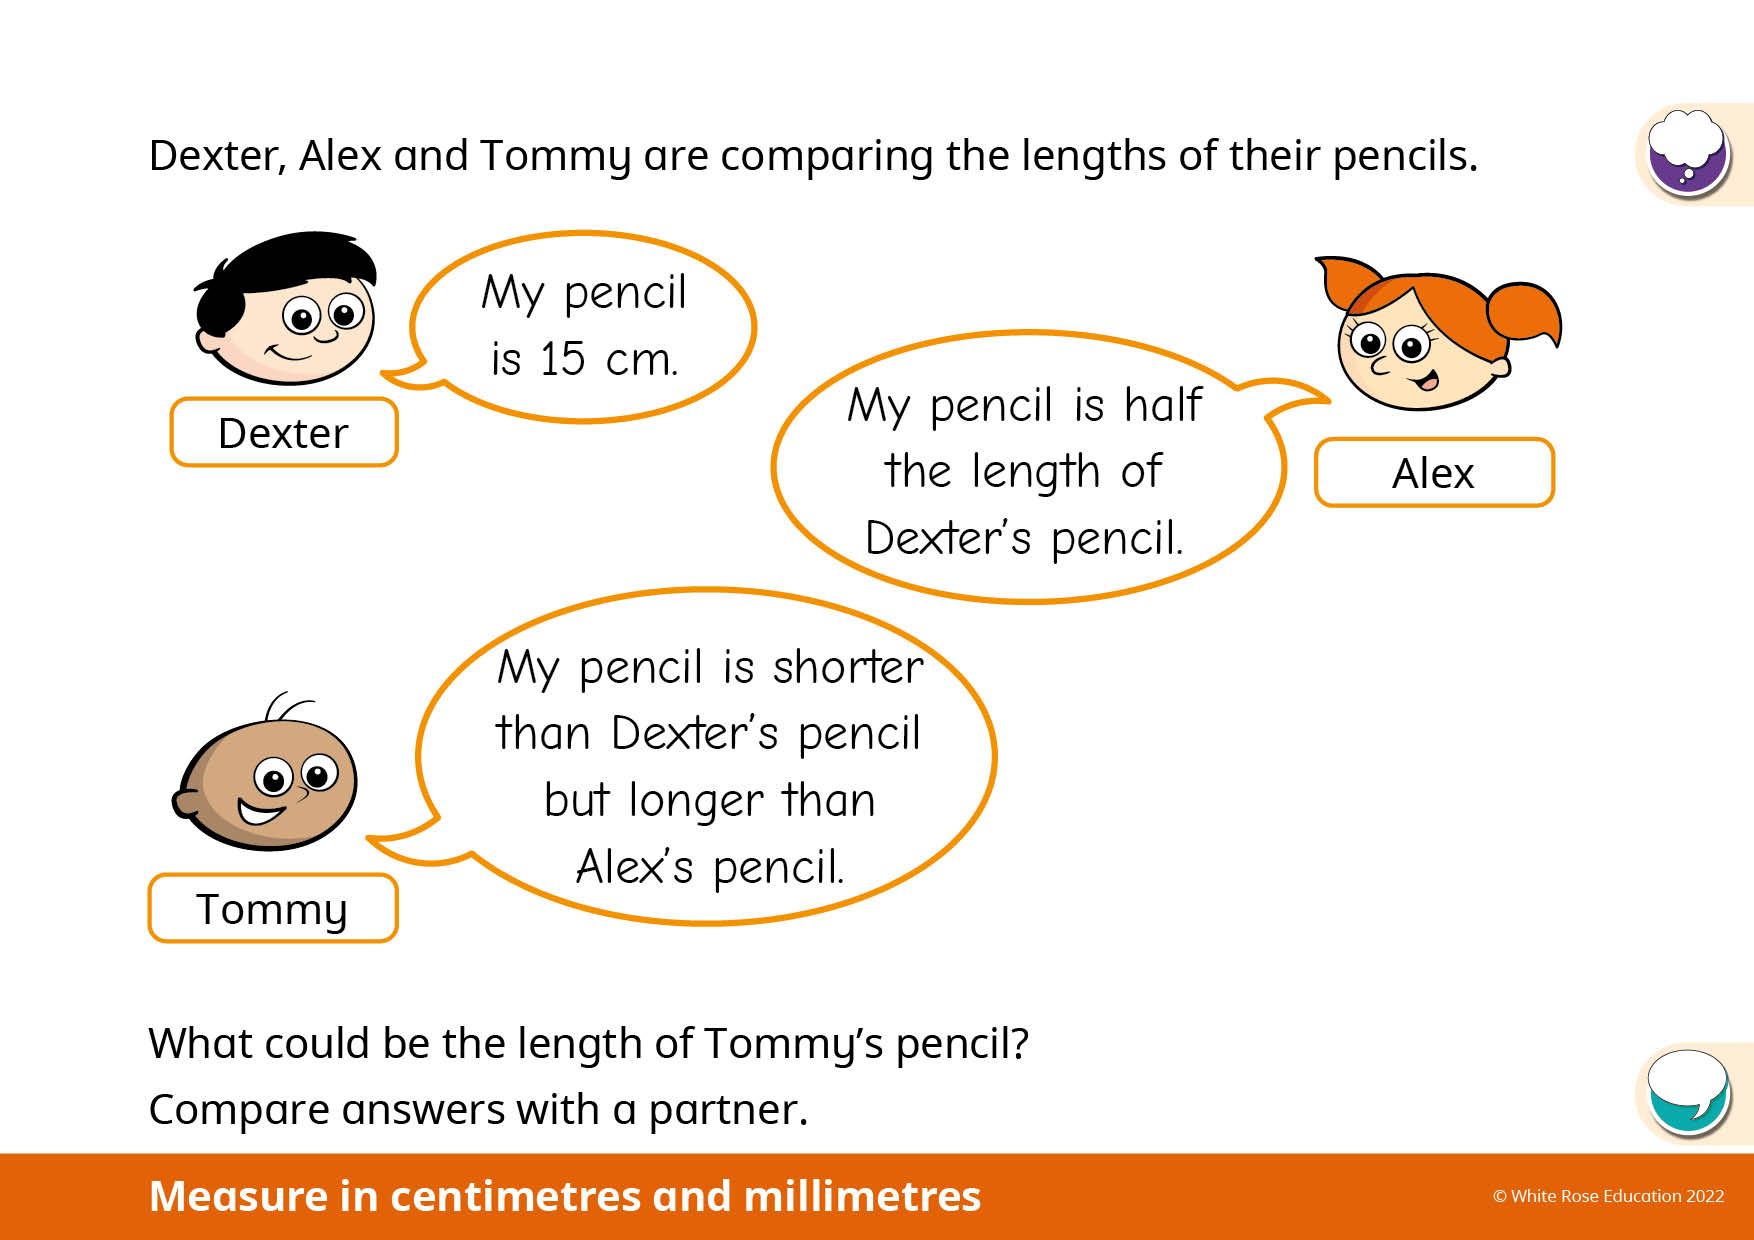 Dexter, Alex and Tommy are comparing the lengths of their pencils.
My pencil
is 15 cm.
Dexter
My pencil is half
the length of
Dexter’s pencil.
Alex
My pencil is shorter
than Dexter’s pencil
but longer than
Alex’s pencil.
Tommy
What could be the length of Tommy’s pencil?
Compare answers with a partner.
Measure in centimetres and millimetres
© White Rose Education 2022